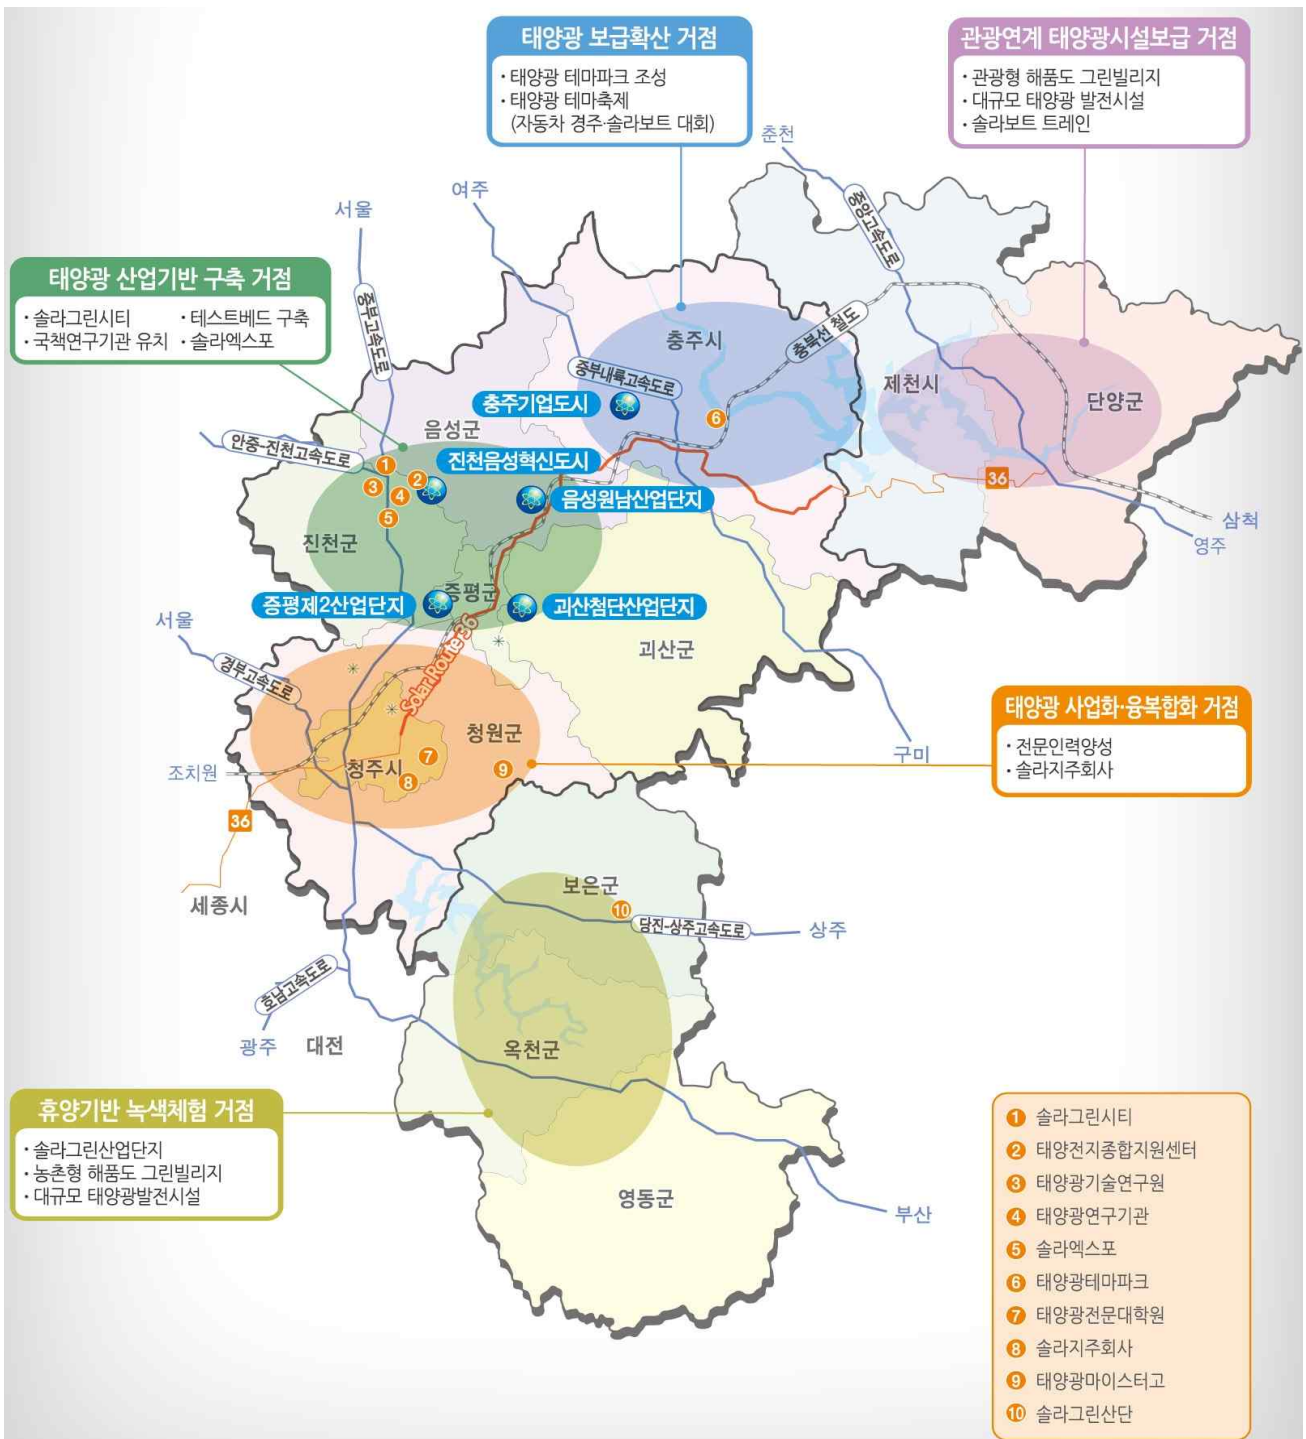 태양광 보급확산 거점
· 태양광 테마파크 조성
· 태양광 테마축제
(자동차 경주·솔라보트 대회)
관광연계 태양광시설보급 거점
· 관광형 해품도 그린빌리지
· 대규모 태양광 발전시설
· 솔라보트 트레인
춘천
여주
서울
중앙고속도로
태양광 산업기반 구축 거점
· 솔라그린시티
· 테스트베드 구축
· 국책연구기관 유치
· 솔라엑스포
중부고속도로
충주시
충북선 철도
중부내륙고속도로
제천시
단양군
충주기업도시
6
음성군
안중-진천고속도로
진천음성혁신도시
1
2
3
4
5
36
음성원남산업단지
삼척
영주
진천군
증평군
증평제2산업단지
괴산첨단산업단지
서울
괴산군
경부고속도로
Solar Route 36
태양광 사업화·융복합화 거점
· 전문인력양성
· 솔라지주회사
청원군
구미
조치원
청주시
7
8
9
36
세종시
보은군
10
당진-상주고속도로
상주
호남고속도로
광주
대전
옥천군
휴양기반 녹색체험 거점
· 솔라그린산업단지
· 농촌형 해품도 그린빌리지
· 대규모 태양광발전시설
영동군
부산
1 솔라그린시티
2 태양전지종합지원센터
3 태양광기술연구원
4 태양광연구기관
5 솔라엑스포
6 태양광테마파크
7 태양광전문대학원
8 솔라지주회사
9 태양광마이스터고
10 솔라그린산단